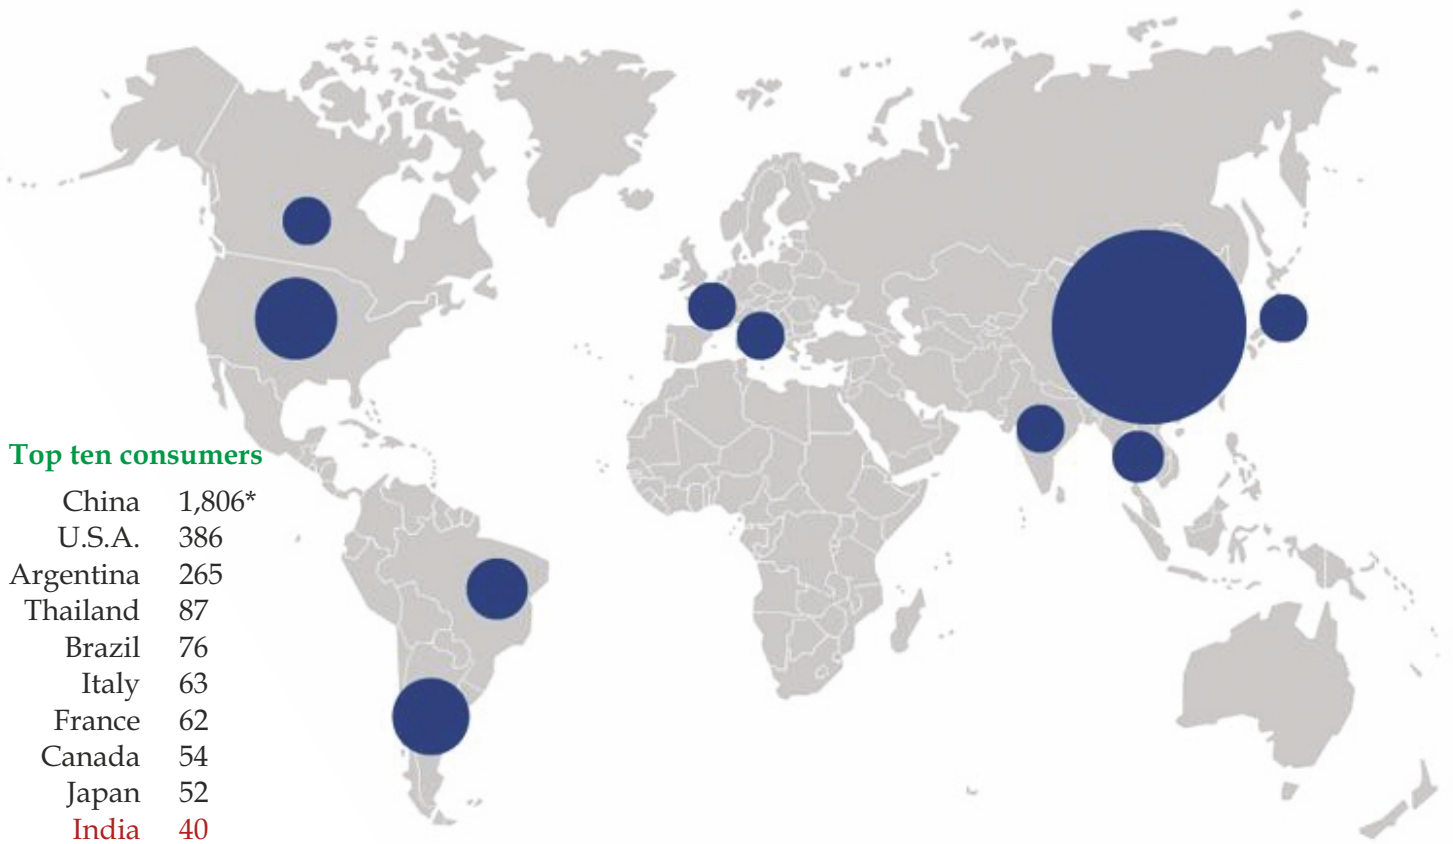 Top ten consumers
China 1,806*
U.S.A. 386
Argentina 265
Thailand 87
Brazil 76
Italy 63
France 62
Canada 54
Japan 52
India 40